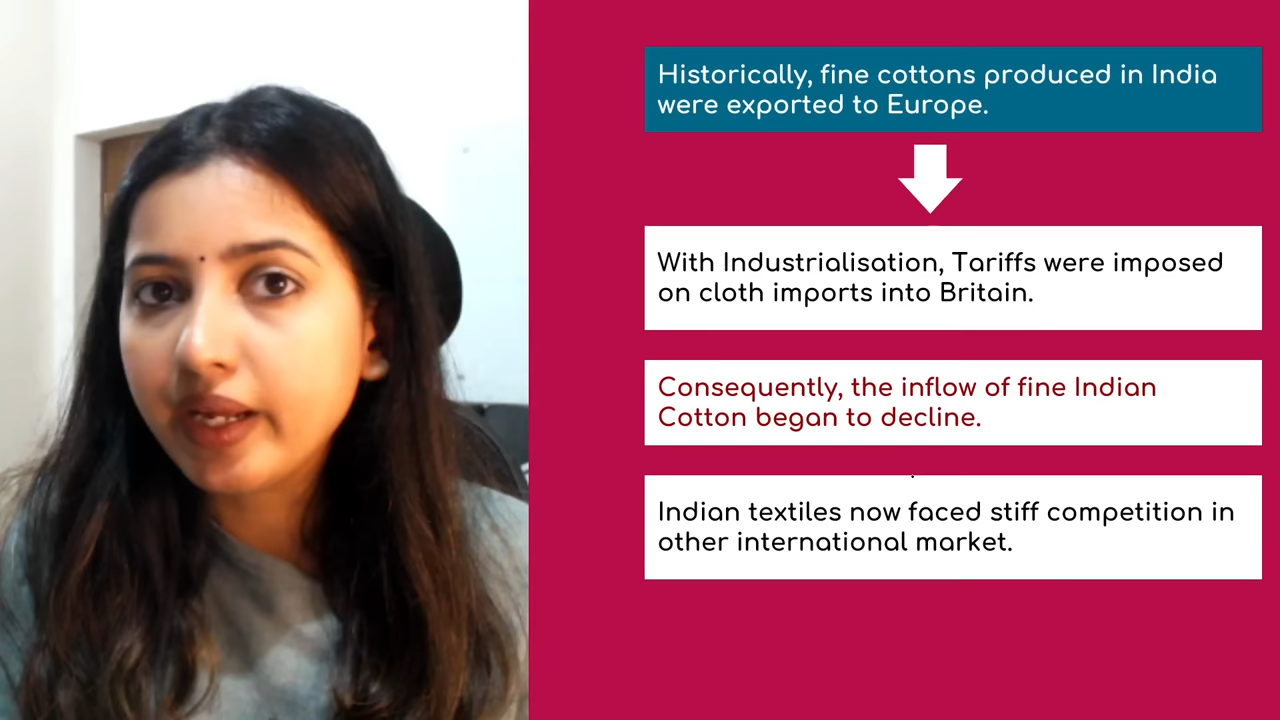 Historically, fine cottons produced in India
were exported to Europe.
With Industrialisation, Tariffs were imposed
on cloth imports into Britain.
Consequently, the inflow of fine Indian
Cotton began to decline.
Indian textiles now faced stiff competition in
other international market.